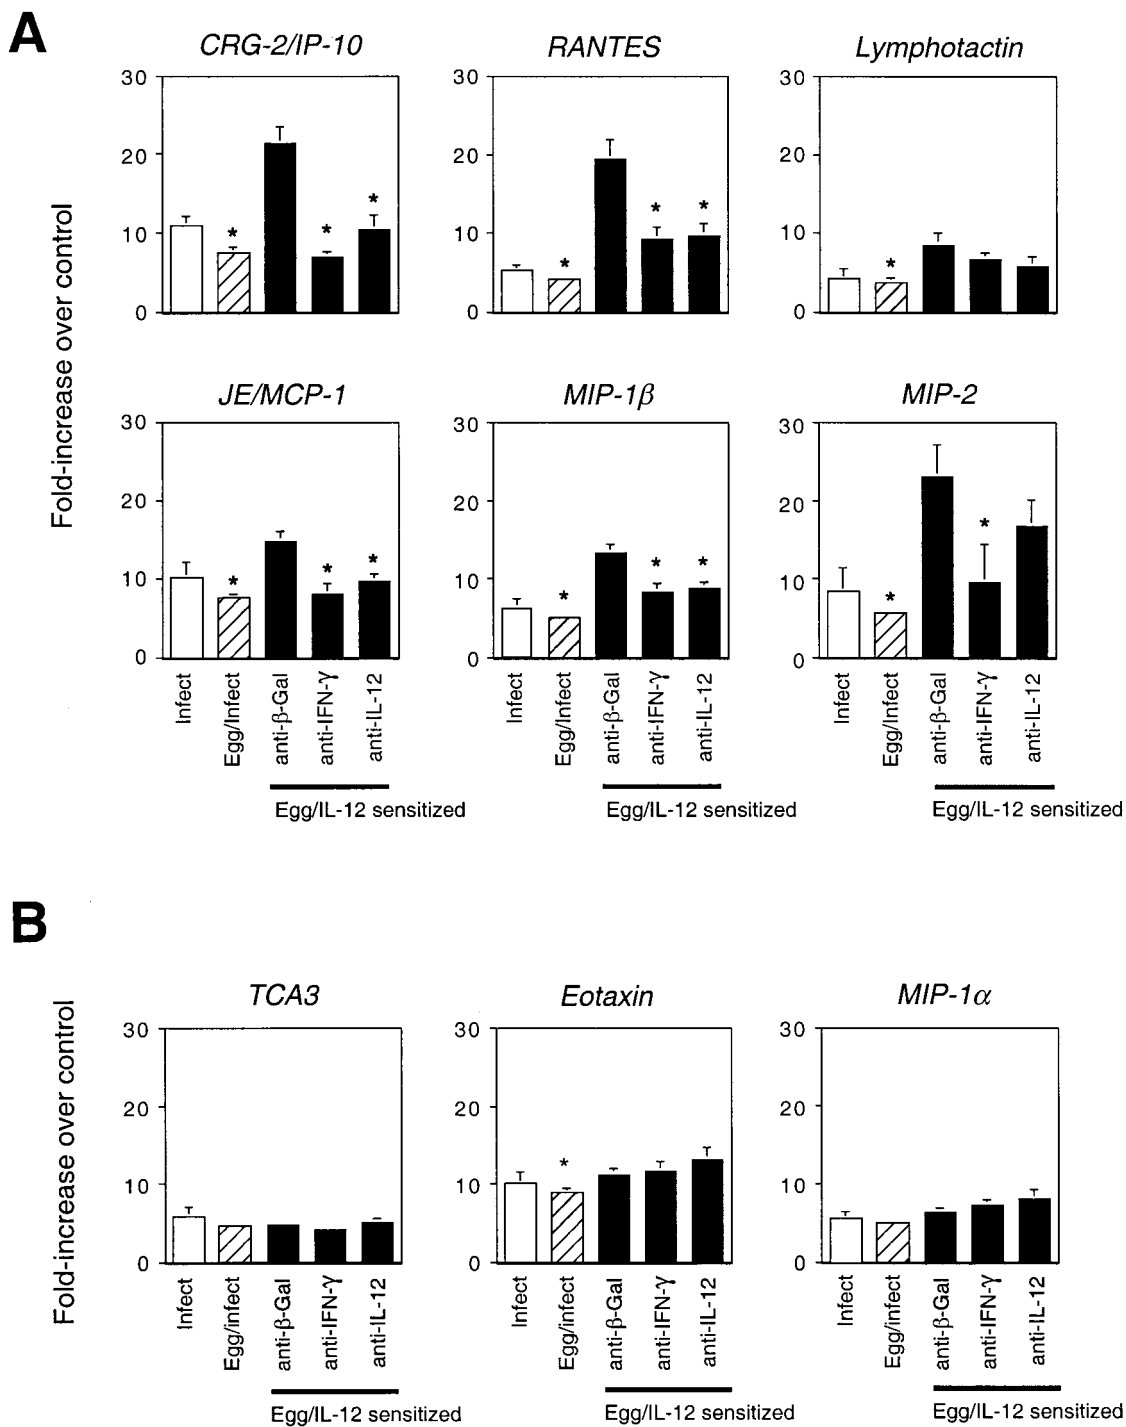 A
CRG-2/IP-10
RANTES
Lymphotactin
Fold-increase over control
30
20
10
0
*
*
*
30
20
10
0
*
*
*
30
20
10
0
*
JE/MCP-1
MIP-1β
MIP-2
30
20
10
0
*
*
*
30
20
10
0
*
*
*
30
20
10
0
*
*
Infect
Egg/Infect
anti-β-Gal
anti-IFN-γ
anti-IL-12
Infect
Egg/Infect
anti-β-Gal
anti-IFN-γ
anti-IL-12
Infect
Egg/Infect
anti-β-Gal
anti-IFN-γ
anti-IL-12
Egg/IL-12 sensitized
Egg/IL-12 sensitized
Egg/IL-12 sensitized
B
TCA3
Eotaxin
MIP-1α
Fold-increase over control
30
20
10
0
30
20
10
0
*
30
20
10
0
Infect
Egg/infect
anti-β-Gal
anti-IFN-γ
anti-IL-12
Infect
Egg/infect
anti-β-Gal
anti-IFN-γ
anti-IL-12
Infect
Egg/infect
anti-β-Gal
anti-IFN-γ
anti-IL-12
Egg/IL-12 sensitized
Egg/IL-12 sensitized
Egg/IL-12 sensitized